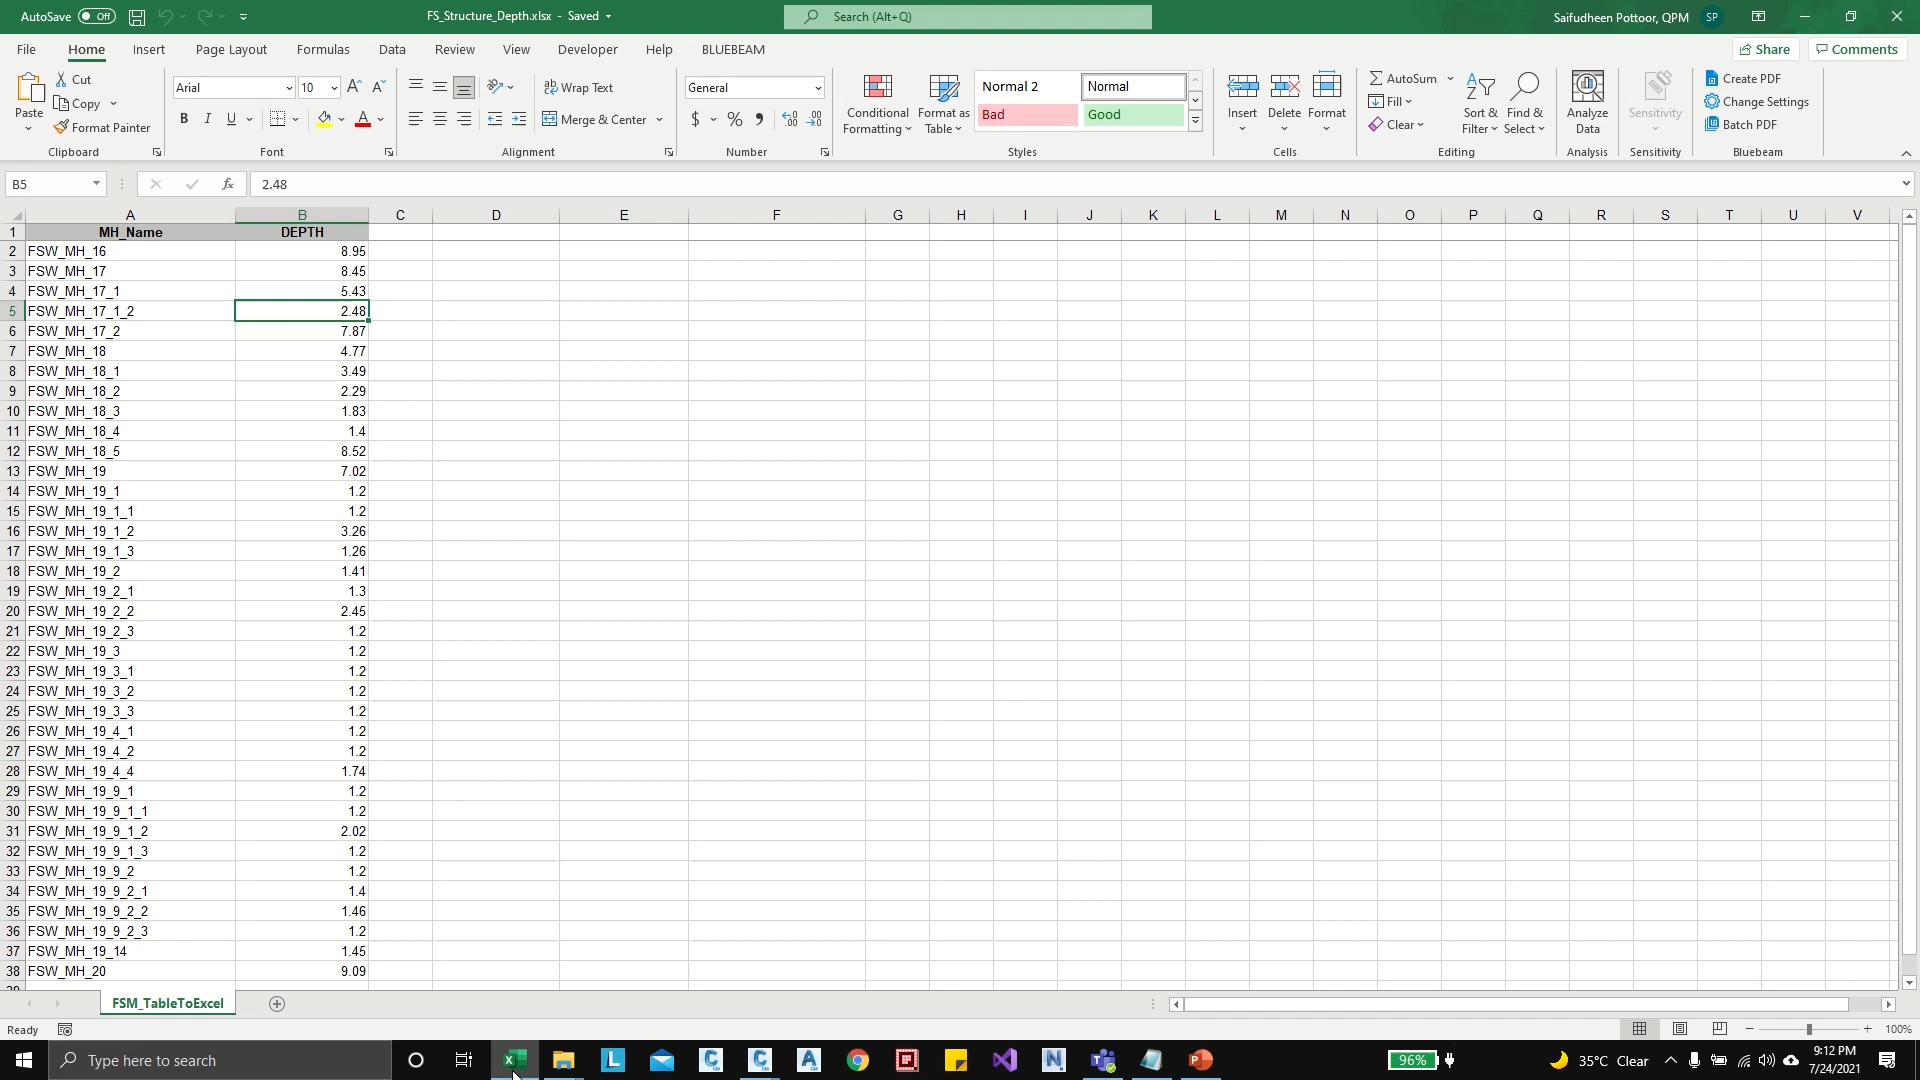 AutoSave Off FS_Structure_Depth.xlsx - Saved Search (Alt+Q) Saifudheen Pottoor, QPM SP
File Home Insert Page Layout Formulas Data Review View Developer Help BLUEBEAM Share Comments
Paste Cut Copy Format Painter
Clipboard
Arial 10
B I U A
Font
Wrap Text
Merge & Center
Alignment
General
$ % 9
Number
Conditional Formatting
Format as Table
Normal 2 Normal
Bad Good
Styles
Insert Delete Format
Cells
AutoSum
Fill
Clear
Sort & Filter
Find & Select
Editing
Analyze Data
Analysis
Sensitivity
Sensitivity
Create PDF
Change Settings
Batch PDF
Bluebeam
B5 fx 2.48
A B C D E F G H I J K L M N O P Q R S T U V
1 MH_Name DEPTH
2 FSW_MH_16 8.95
3 FSW_MH_17 8.45
4 FSW_MH_17_1 5.43
5 FSW_MH_17_1_2 2.48
6 FSW_MH_17_2 7.87
7 FSW_MH_18 4.77
8 FSW_MH_18_1 3.49
9 FSW_MH_18_2 2.29
10 FSW_MH_18_3 1.83
11 FSW_MH_18_4 1.4
12 FSW_MH_18_5 8.52
13 FSW_MH_19 7.02
14 FSW_MH_19_1 1.2
15 FSW_MH_19_1_1 1.2
16 FSW_MH_19_1_2 3.26
17 FSW_MH_19_1_3 1.26
18 FSW_MH_19_2 1.41
19 FSW_MH_19_2_1 1.3
20 FSW_MH_19_2_2 2.45
21 FSW_MH_19_2_3 1.2
22 FSW_MH_19_3 1.2
23 FSW_MH_19_3_1 1.2
24 FSW_MH_19_3_2 1.2
25 FSW_MH_19_3_3 1.2
26 FSW_MH_19_4_1 1.2
27 FSW_MH_19_4_2 1.2
28 FSW_MH_19_4_4 1.74
29 FSW_MH_19_9_1 1.2
30 FSW_MH_19_9_1_1 1.2
31 FSW_MH_19_9_1_2 2.02
32 FSW_MH_19_9_1_3 1.2
33 FSW_MH_19_9_2 1.2
34 FSW_MH_19_9_2_1 1.4
35 FSW_MH_19_9_2_2 1.46
36 FSW_MH_19_9_2_3 1.2
37 FSW_MH_19_14 1.45
38 FSW_MH_20 9.09
FSM_TableToExcel
Ready 100%
Type here to search 96% 35°C Clear 9:12 PM
7/24/2021